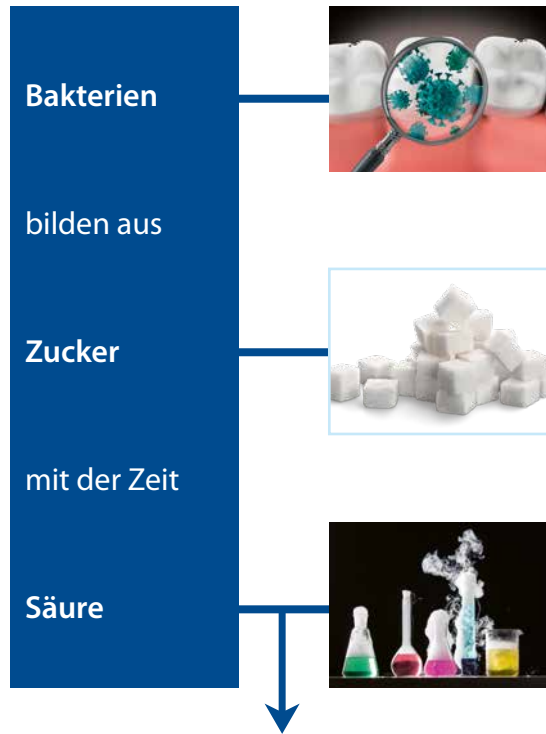 Bakterien
bilden aus
Zucker
mit der Zeit
Säure